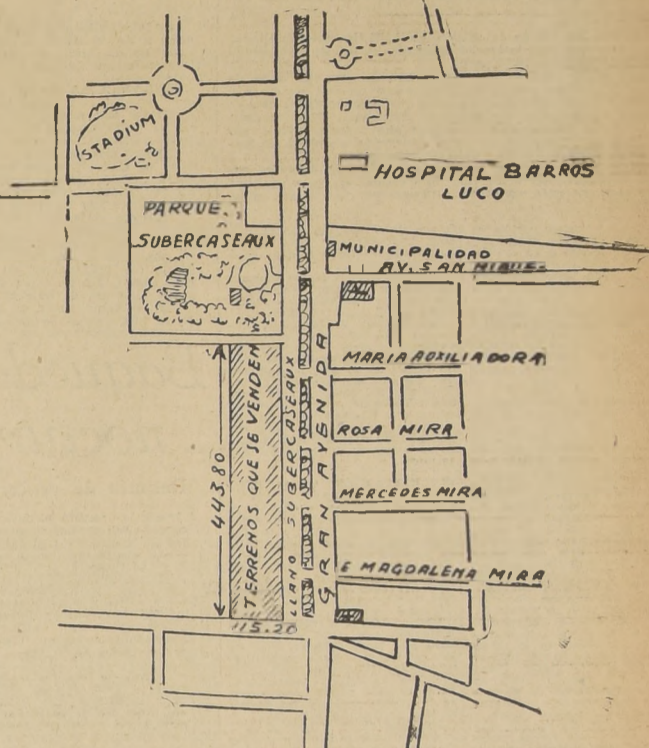 STADIUM
HOSPITAL BARROS
LUCO
PARQUE
SUBERCASEAUX
MUNICIPALIDAD
AV. SAN
MARIA AUXILIADORA
ROSA MIRA
MERCEDES MIRA
E MAGDALENA MIRA
443.80
TERRENOS QUE SE VENDEN
LLANO SUBERCASEAUX
GRAN AVENIDA
115.20